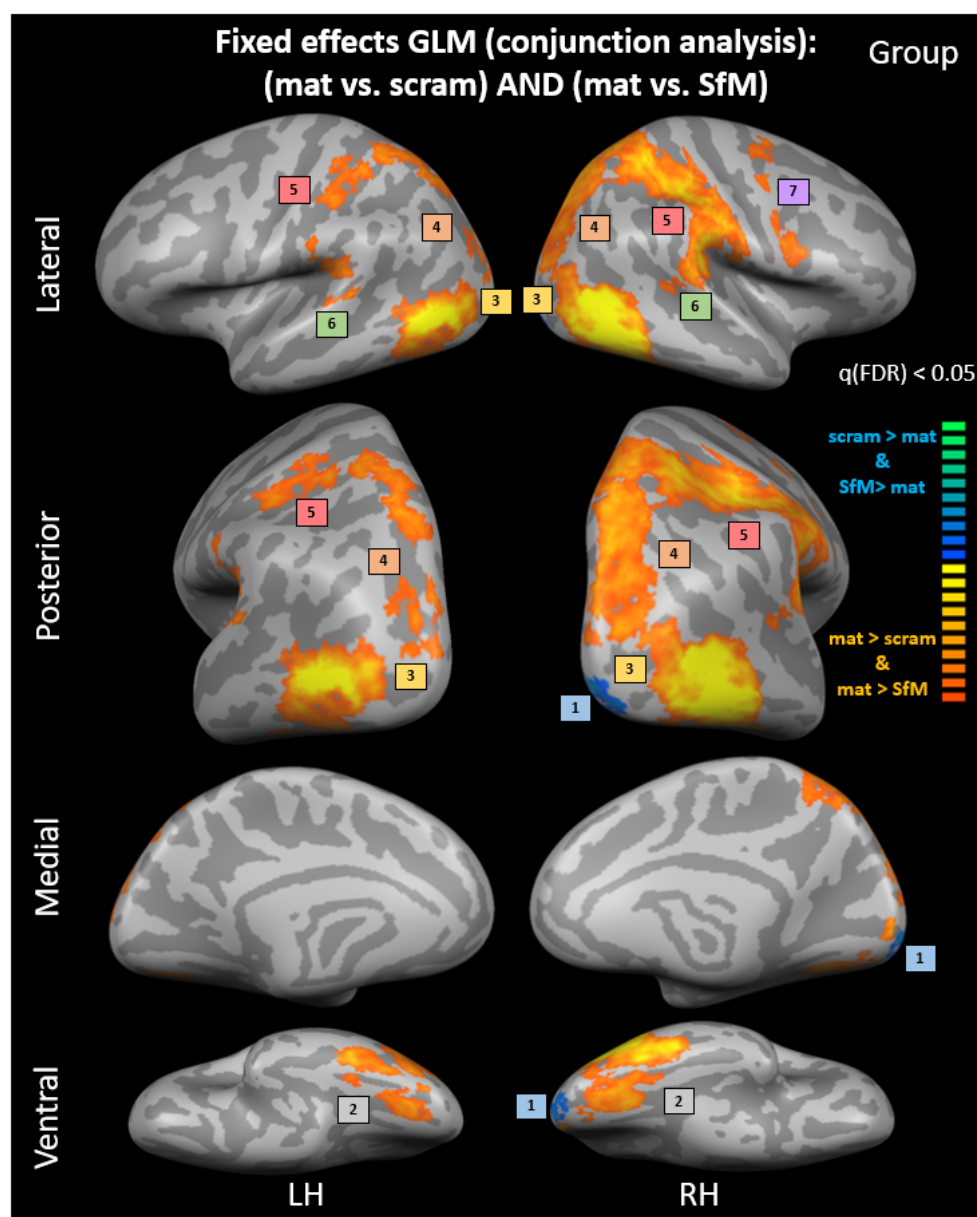 Fixed effects GLM (conjunction analysis):
(mat vs. scram) AND (mat vs. SfM)
Group
Lateral
5
4
3
6
3
4
5
6
7
q(FDR) < 0.05
Posterior
5
4
3
1
3
4
5
scram > mat
&
SfM> mat
mat > scram
&
mat > SfM
Medial
1
Ventral
2
1
2
LH
RH